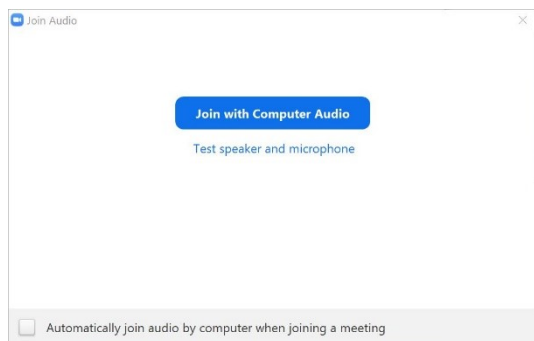 Join Audio
Join with Computer Audio
Test speaker and microphone
Automatically join audio by computer when joining a meeting